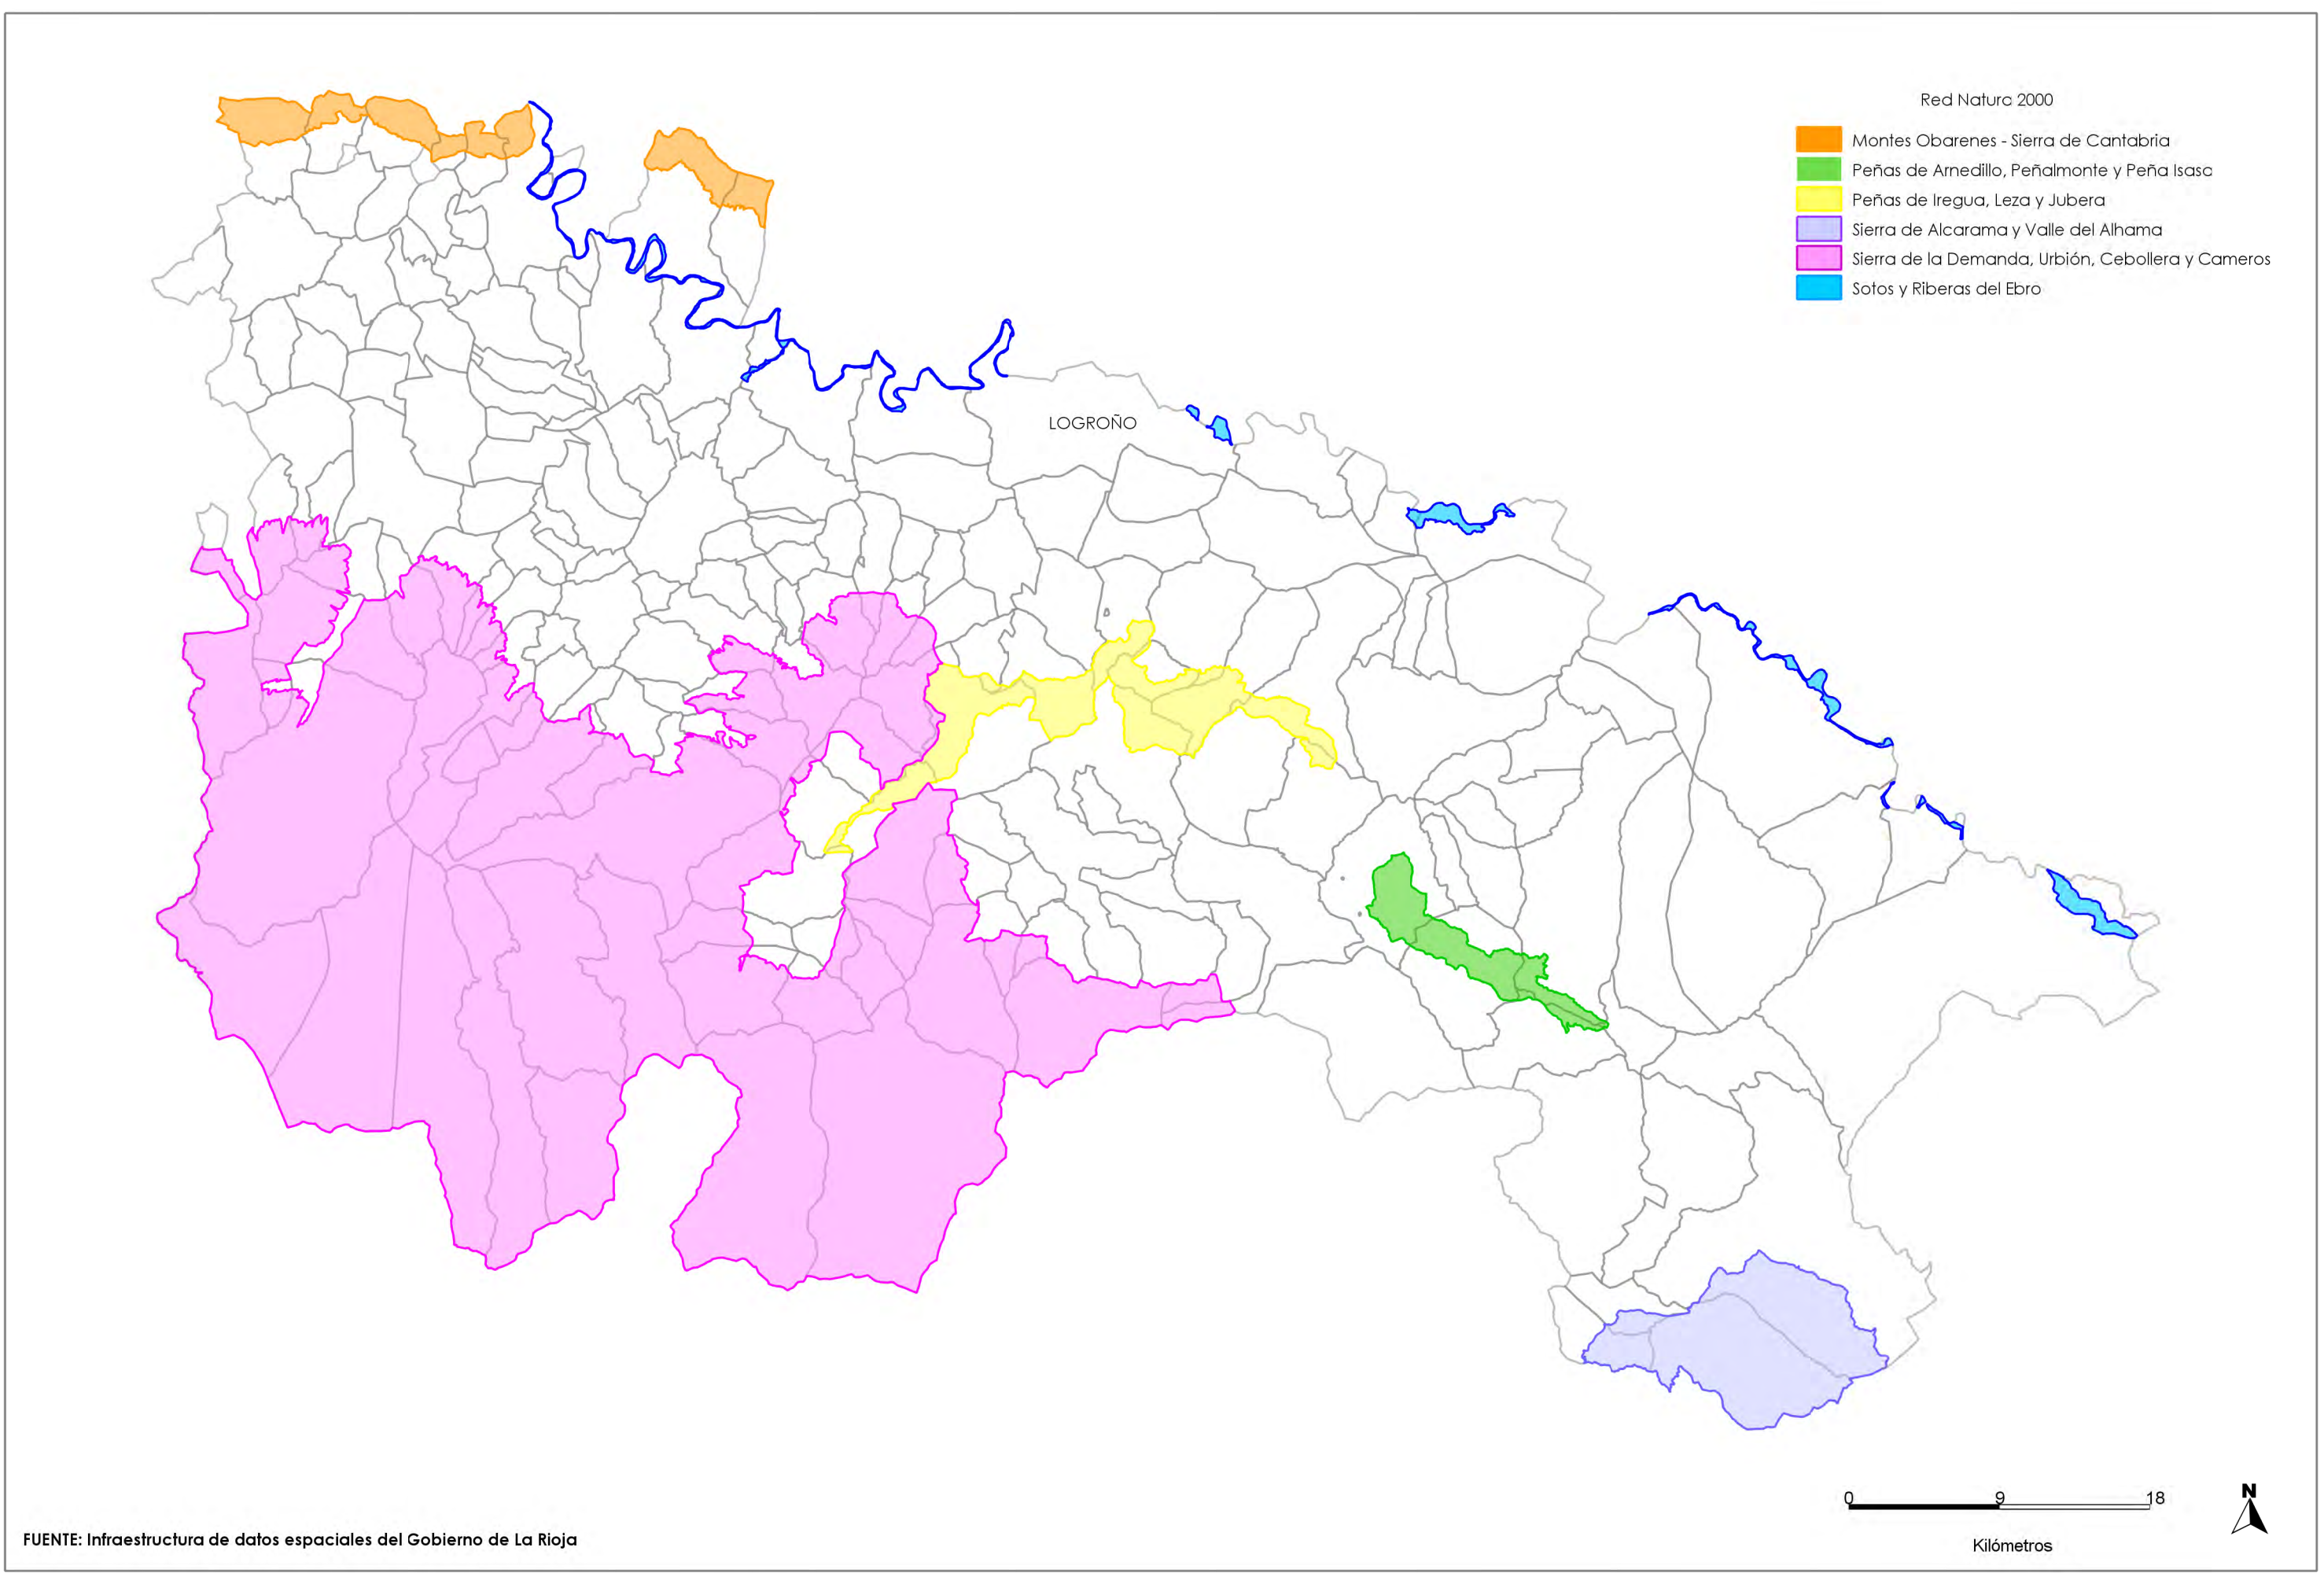 Red Natura 2000
Montes Obarenes - Sierra de Cantabria
Peñas de Arnedillo, Peñalmonte y Peña Isasa
Peñas de Iregua, Leza y Jubera
Sierra de Alcarama y Valle del Alhama
Sierra de la Demanda, Urbión, Cebollera y Cameros
Sotos y Riberas del Ebro
LOGROÑO
0 9 18
Kilómetros
N
FUENTE: Infraestructura de datos espaciales del Gobierno de La Rioja